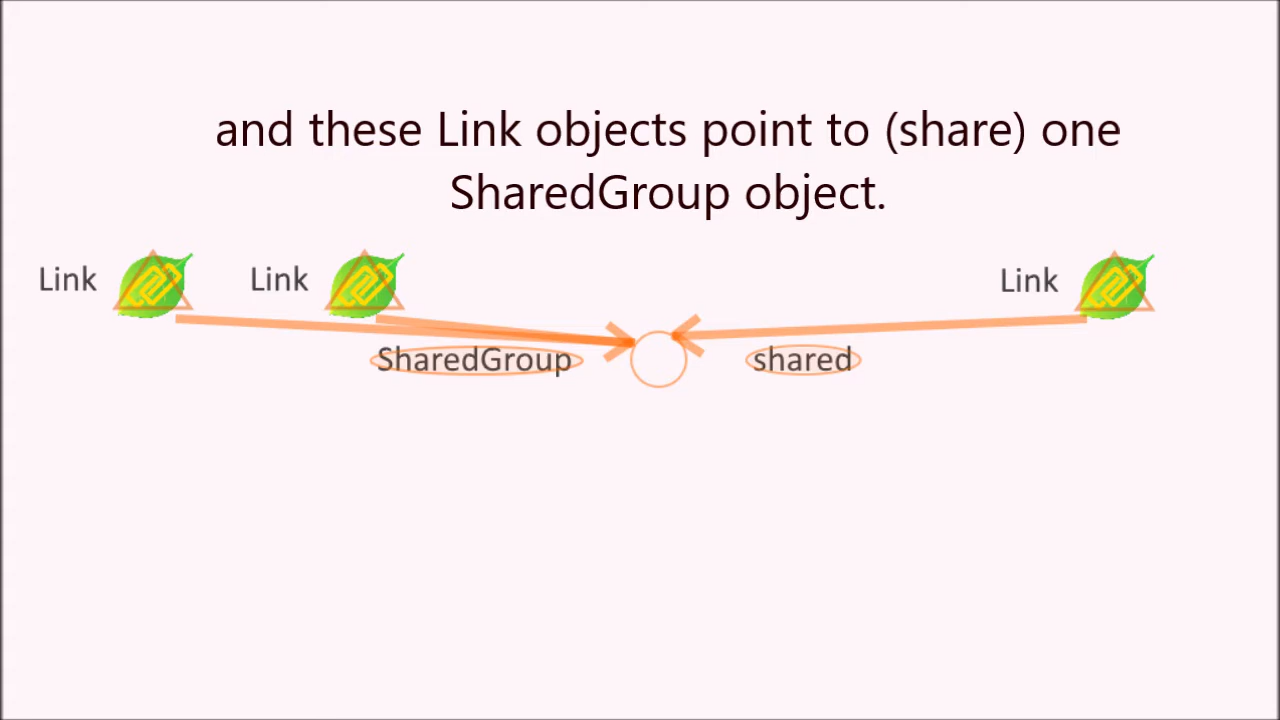 and these Link objects point to (share) one
SharedGroup object.
Link Link Link
SharedGroup shared